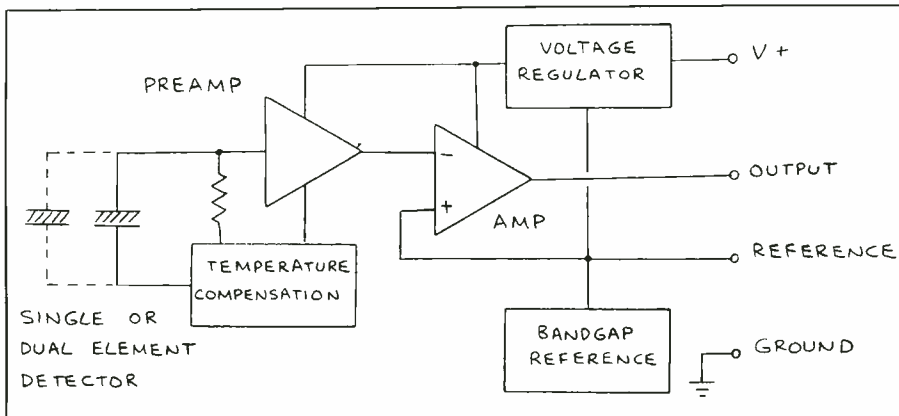 VOLTAGE
REGULATOR
V +
PREAMP
-
+
OUTPUT
AMP
REFERENCE
TEMPERATURE
COMPENSATION
SINGLE OR
DUAL ELEMENT
DETECTOR
BANDGAP
REFERENCE
GROUND